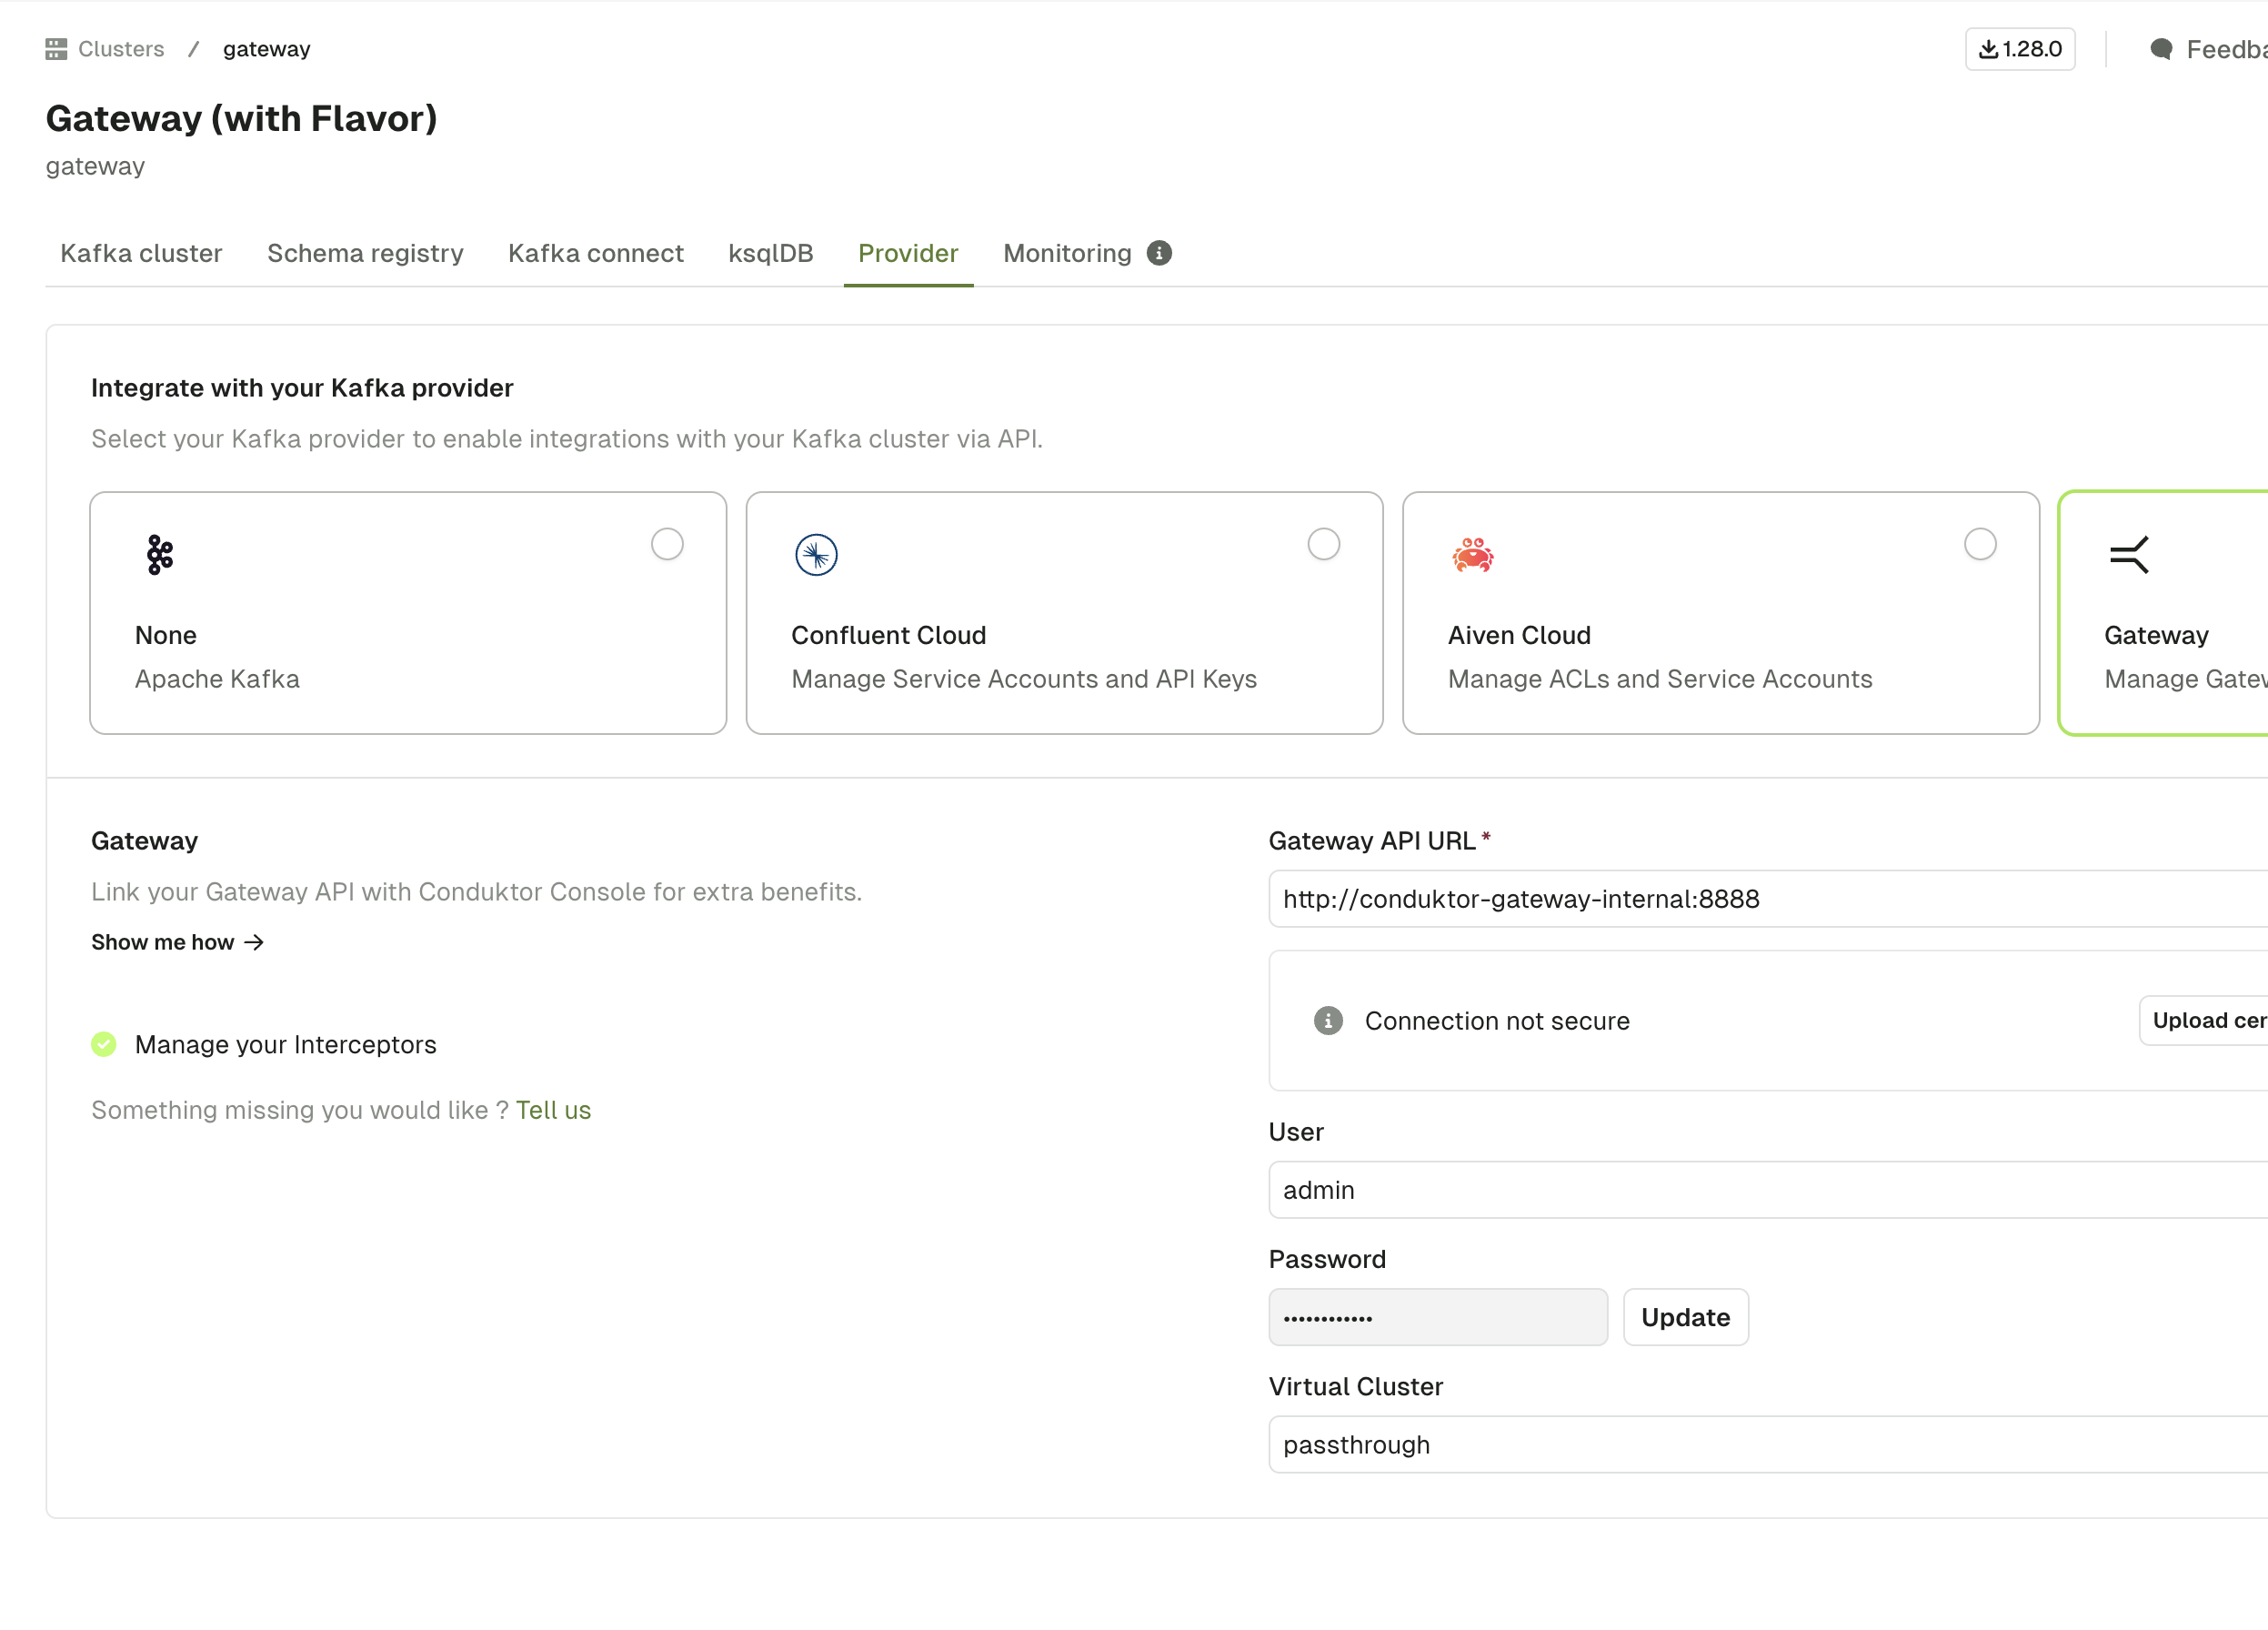 Clusters / gateway
1.28.0
Feedba
Gateway (with Flavor)
gateway
Kafka cluster
Schema registry
Kafka connect
ksqlDB
Provider
Monitoring
Integrate with your Kafka provider
Select your Kafka provider to enable integrations with your Kafka cluster via API.
None
Apache Kafka
Confluent Cloud
Manage Service Accounts and API Keys
Aiven Cloud
Manage ACLs and Service Accounts
Gateway
Manage Gatew
Gateway
Link your Gateway API with Conduktor Console for extra benefits.
Show me how →
Manage your Interceptors
Something missing you would like ? Tell us
Gateway API URL *
http://conduktor-gateway-internal:8888
Connection not secure
Upload cer
User
admin
Password
••••••••••••
Update
Virtual Cluster
passthrough